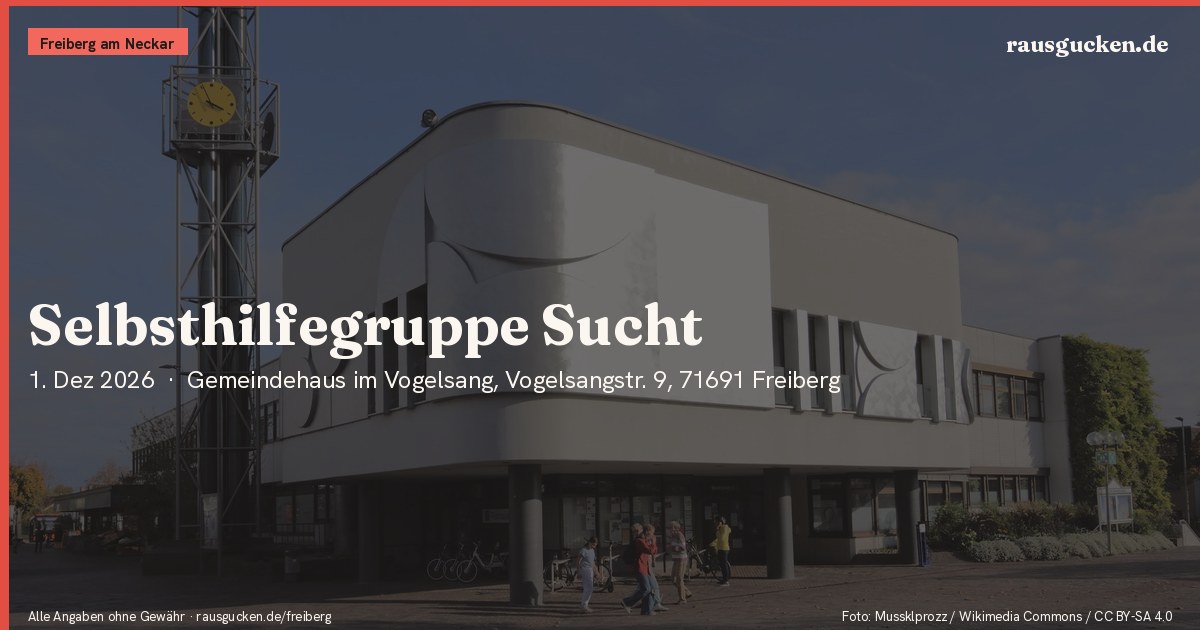 Freiberg am Neckar
rausgucken.de
Selbsthilfegruppe Sucht
1. Dez 2026 · Gemeindehaus im Vogelsang, Vogelsangstr. 9, 71691 Freiberg
Alle Angaben ohne Gewähr · rausgucken.de/freiberg
Foto: Mussklprozz / Wikimedia Commons / CC BY-SA 4.0